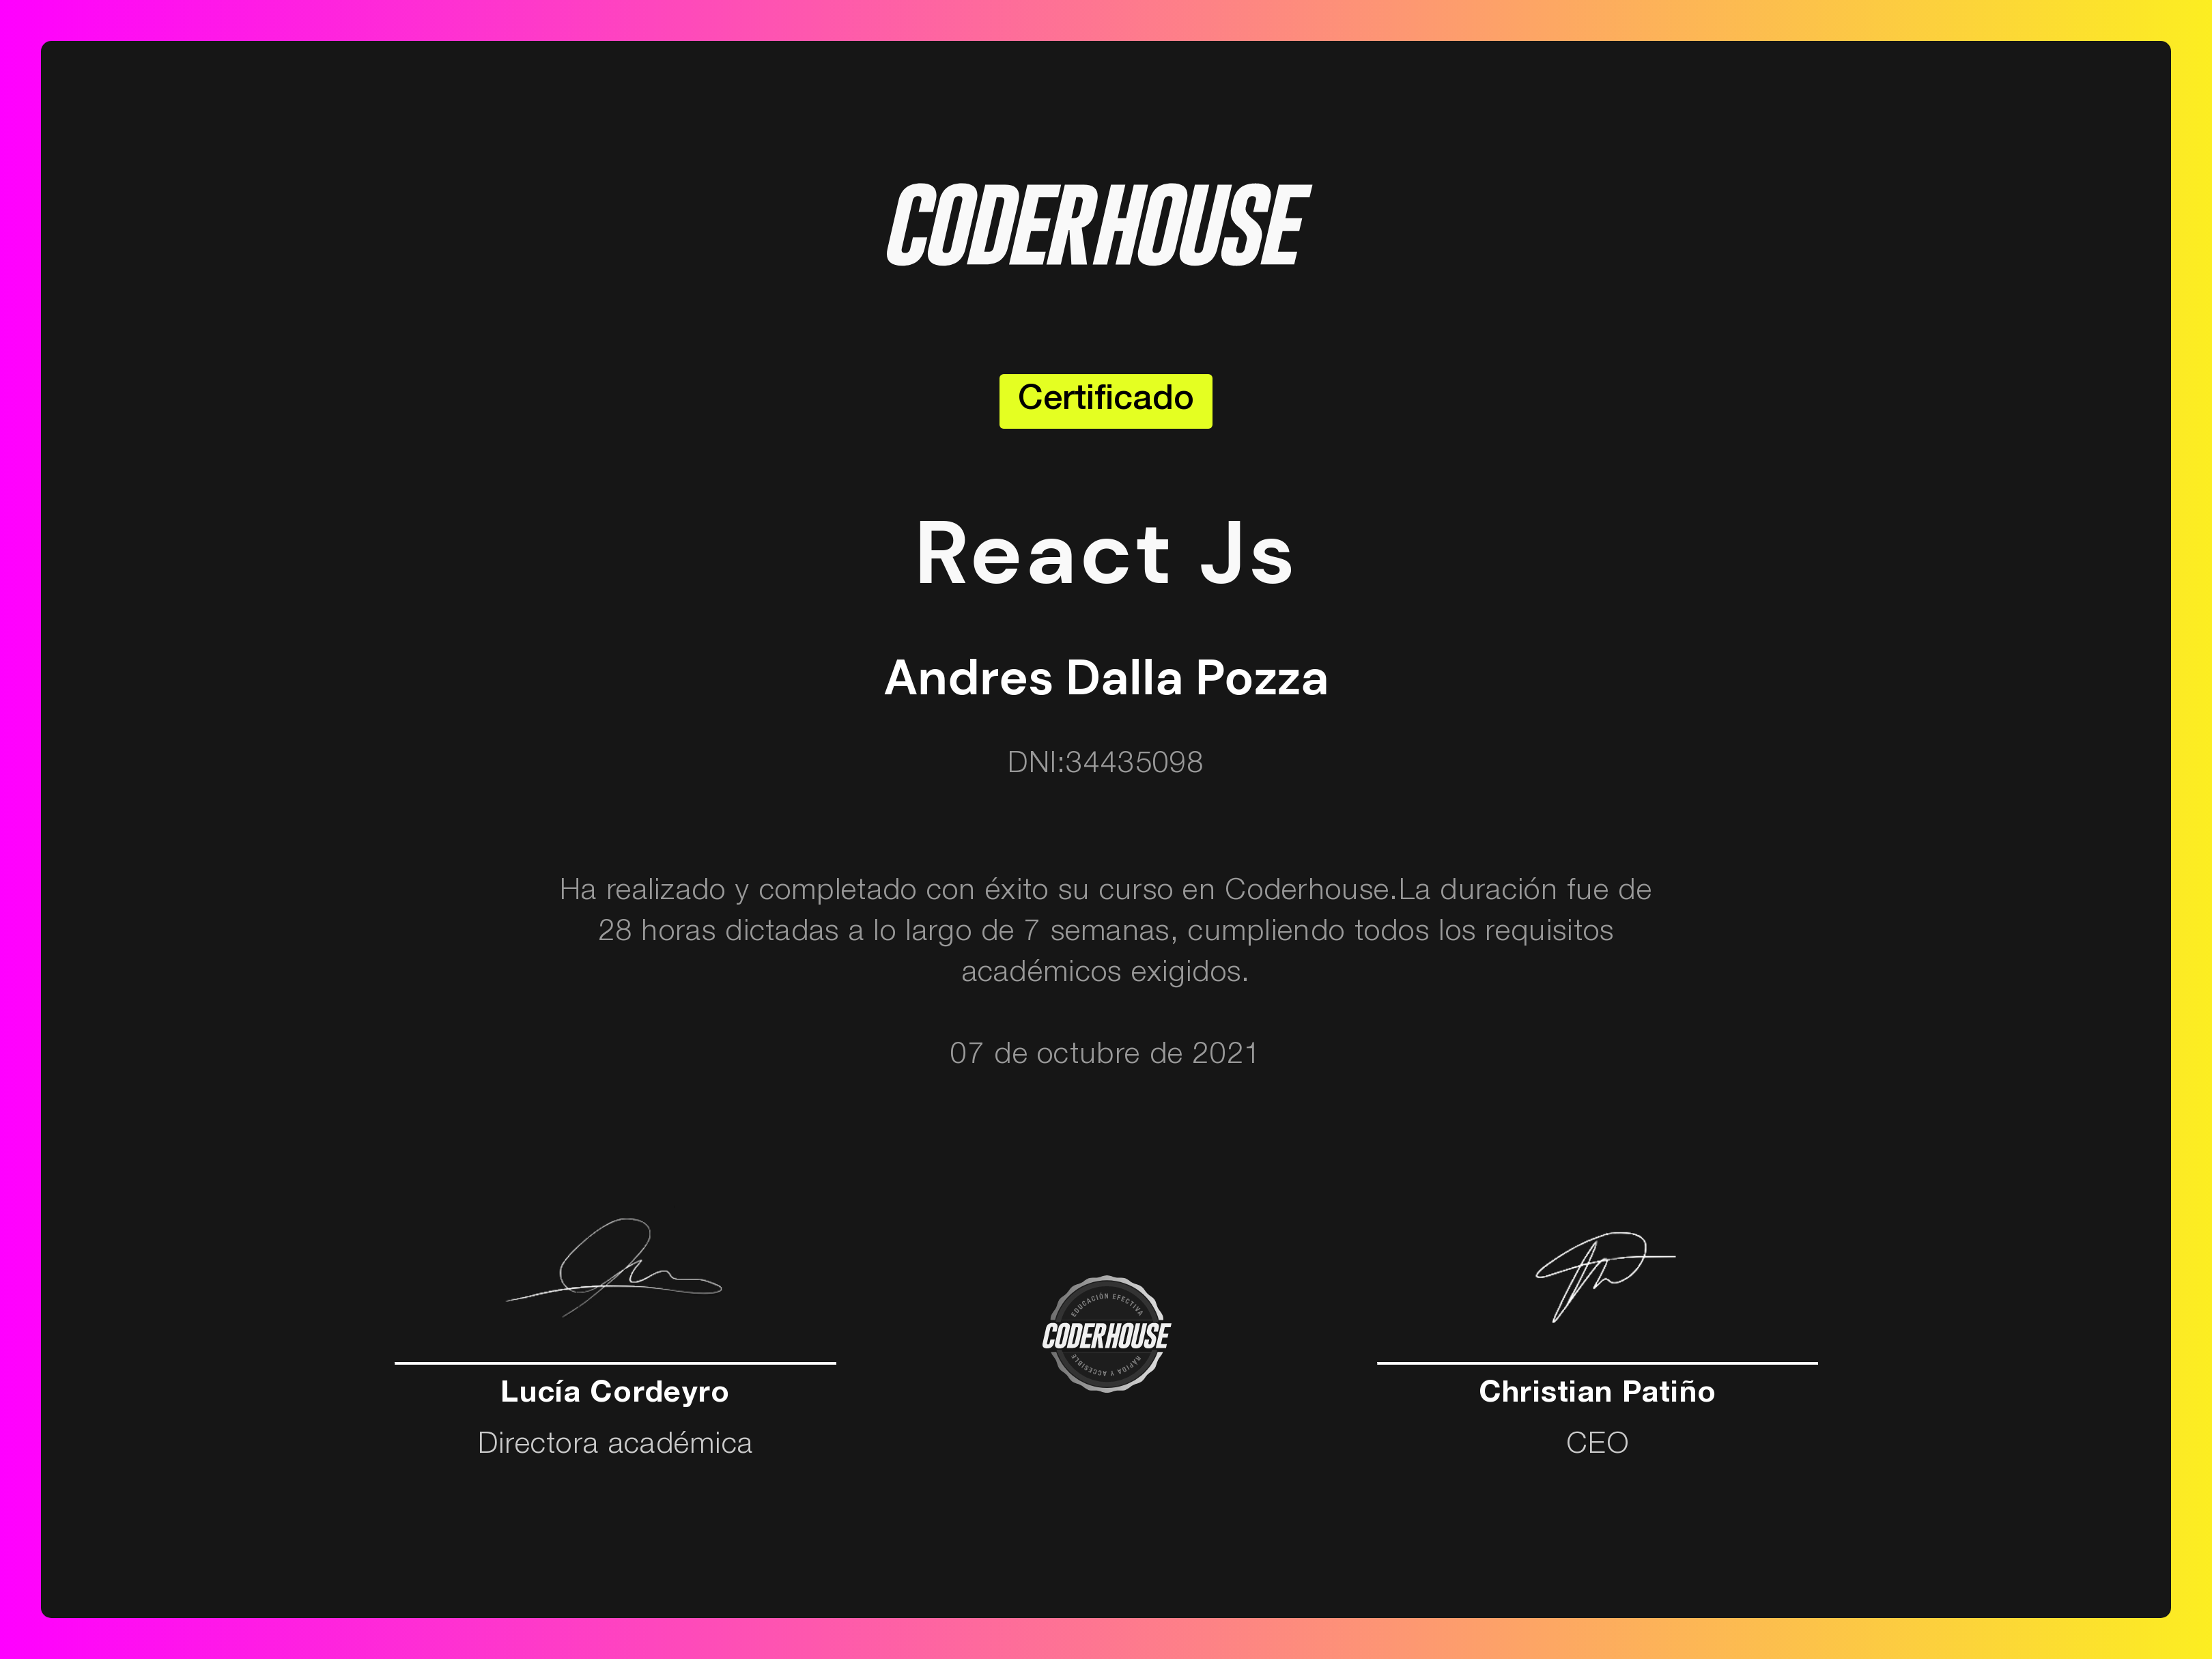 CODERHOUSE
Certificado
React Js
Andres Dalla Pozza
DNI:34435098
Ha realizado y completado con éxito su curso en Coderhouse.La duración fue de
28 horas dictadas a lo largo de 7 semanas, cumpliendo todos los requisitos
académicos exigidos.
07 de octubre de 2021
EDUCACIÓN EFECTIVA
CODERHOUSE
RAPIDA Y ACCESIBLE
Lucía Cordeyro
Directora académica
Christian Patiño
CEO